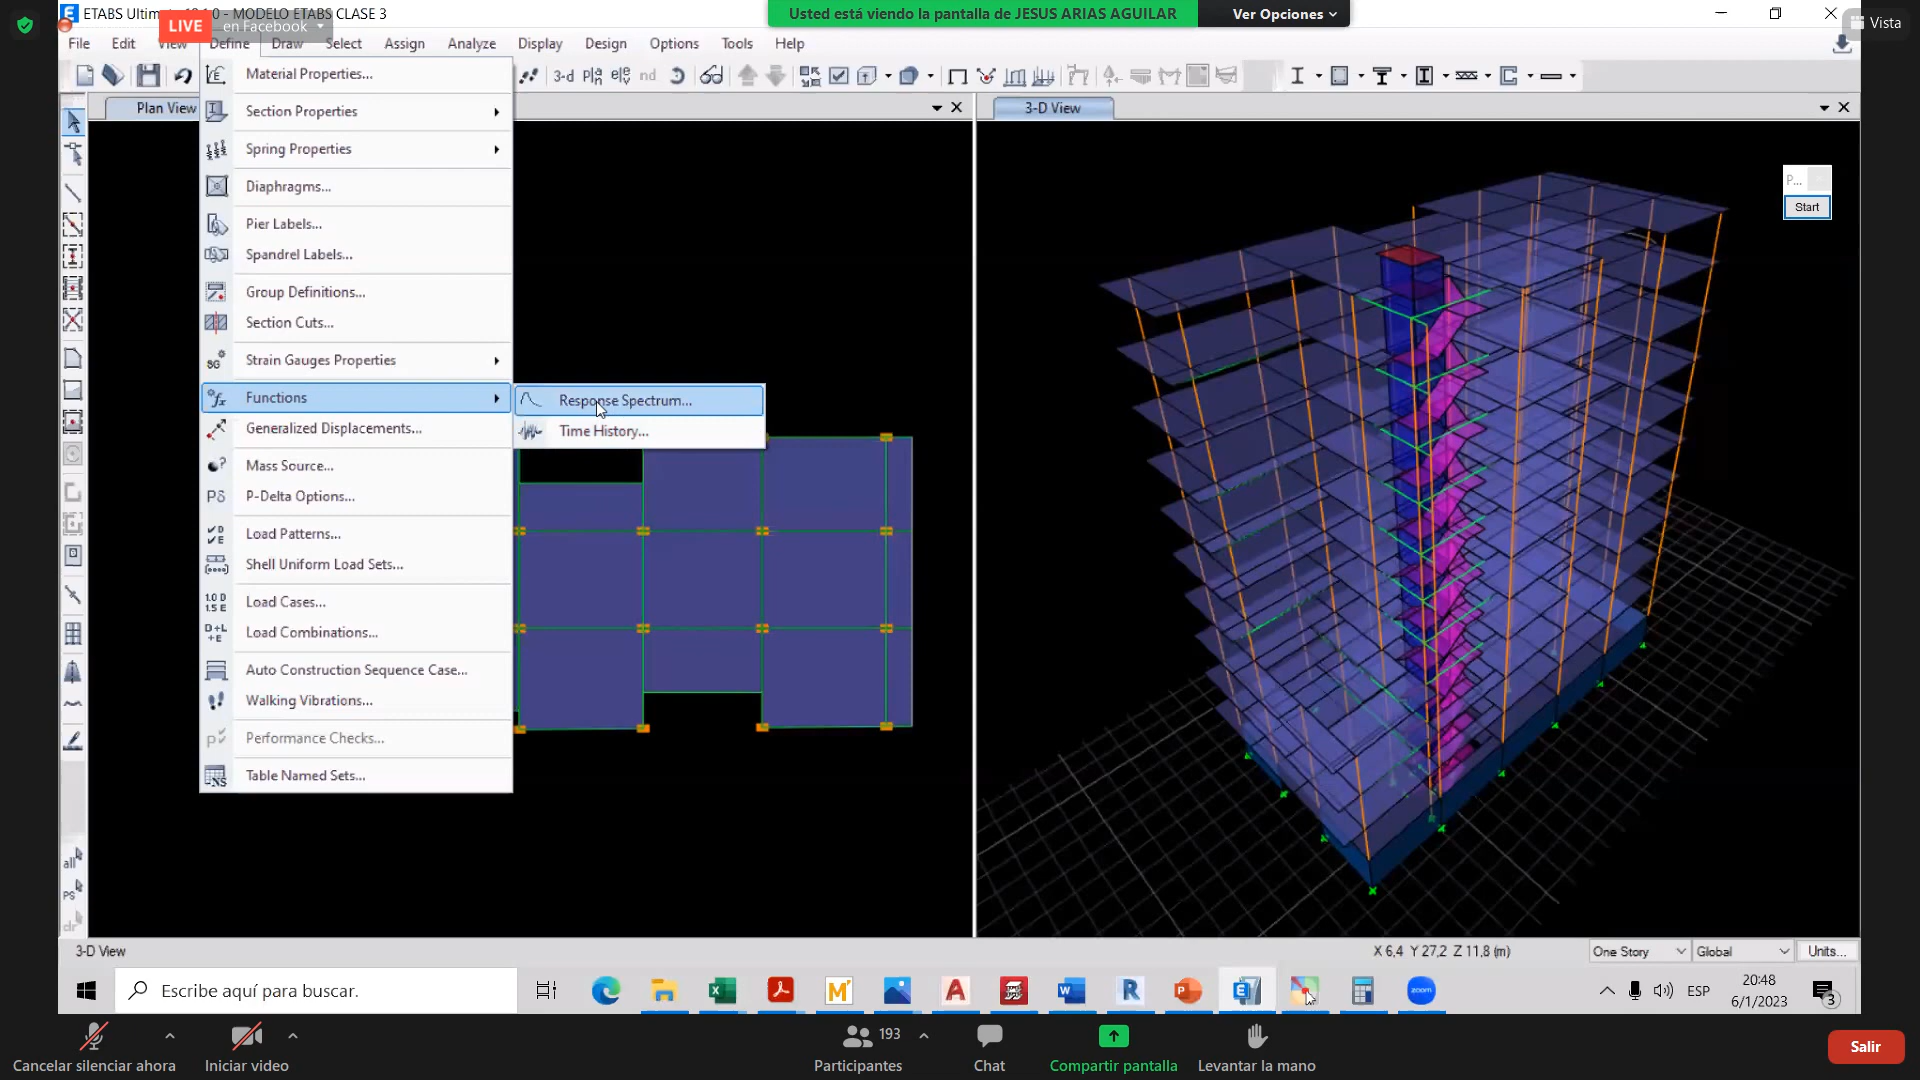 ETABS Ultim
0 - MODELO ETABS CLASE 3
LIVE
en Facebook
Usted está viendo la pantalla de JESUS ARIAS AGUILAR
Ver Opciones
Vista
File
Edit
View
Define
Draw
Select
Assign
Analyze
Display
Design
Options
Tools
Help
3-d
nd
Plan View
3-D View
Material Properties...
Section Properties
Spring Properties
Diaphragms...
Pier Labels...
Spandrel Labels...
Group Definitions...
Section Cuts...
Strain Gauges Properties
Functions
Response Spectrum...
Time History...
Generalized Displacements...
Mass Source...
P-Delta Options...
Load Patterns...
Shell Uniform Load Sets...
Load Cases...
Load Combinations...
Auto Construction Sequence Case...
Walking Vibrations...
Performance Checks...
Table Named Sets...
P...
Start
all
PS
3-D View
X 6,4 Y 27,2 Z 11,8 (m)
One Story
Global
Units...
Escribe aquí para buscar.
ESP
20:48
6/1/2023
3
Cancelar silenciar ahora
Iniciar video
193
Participantes
Chat
Compartir pantalla
Levantar la mano
Salir